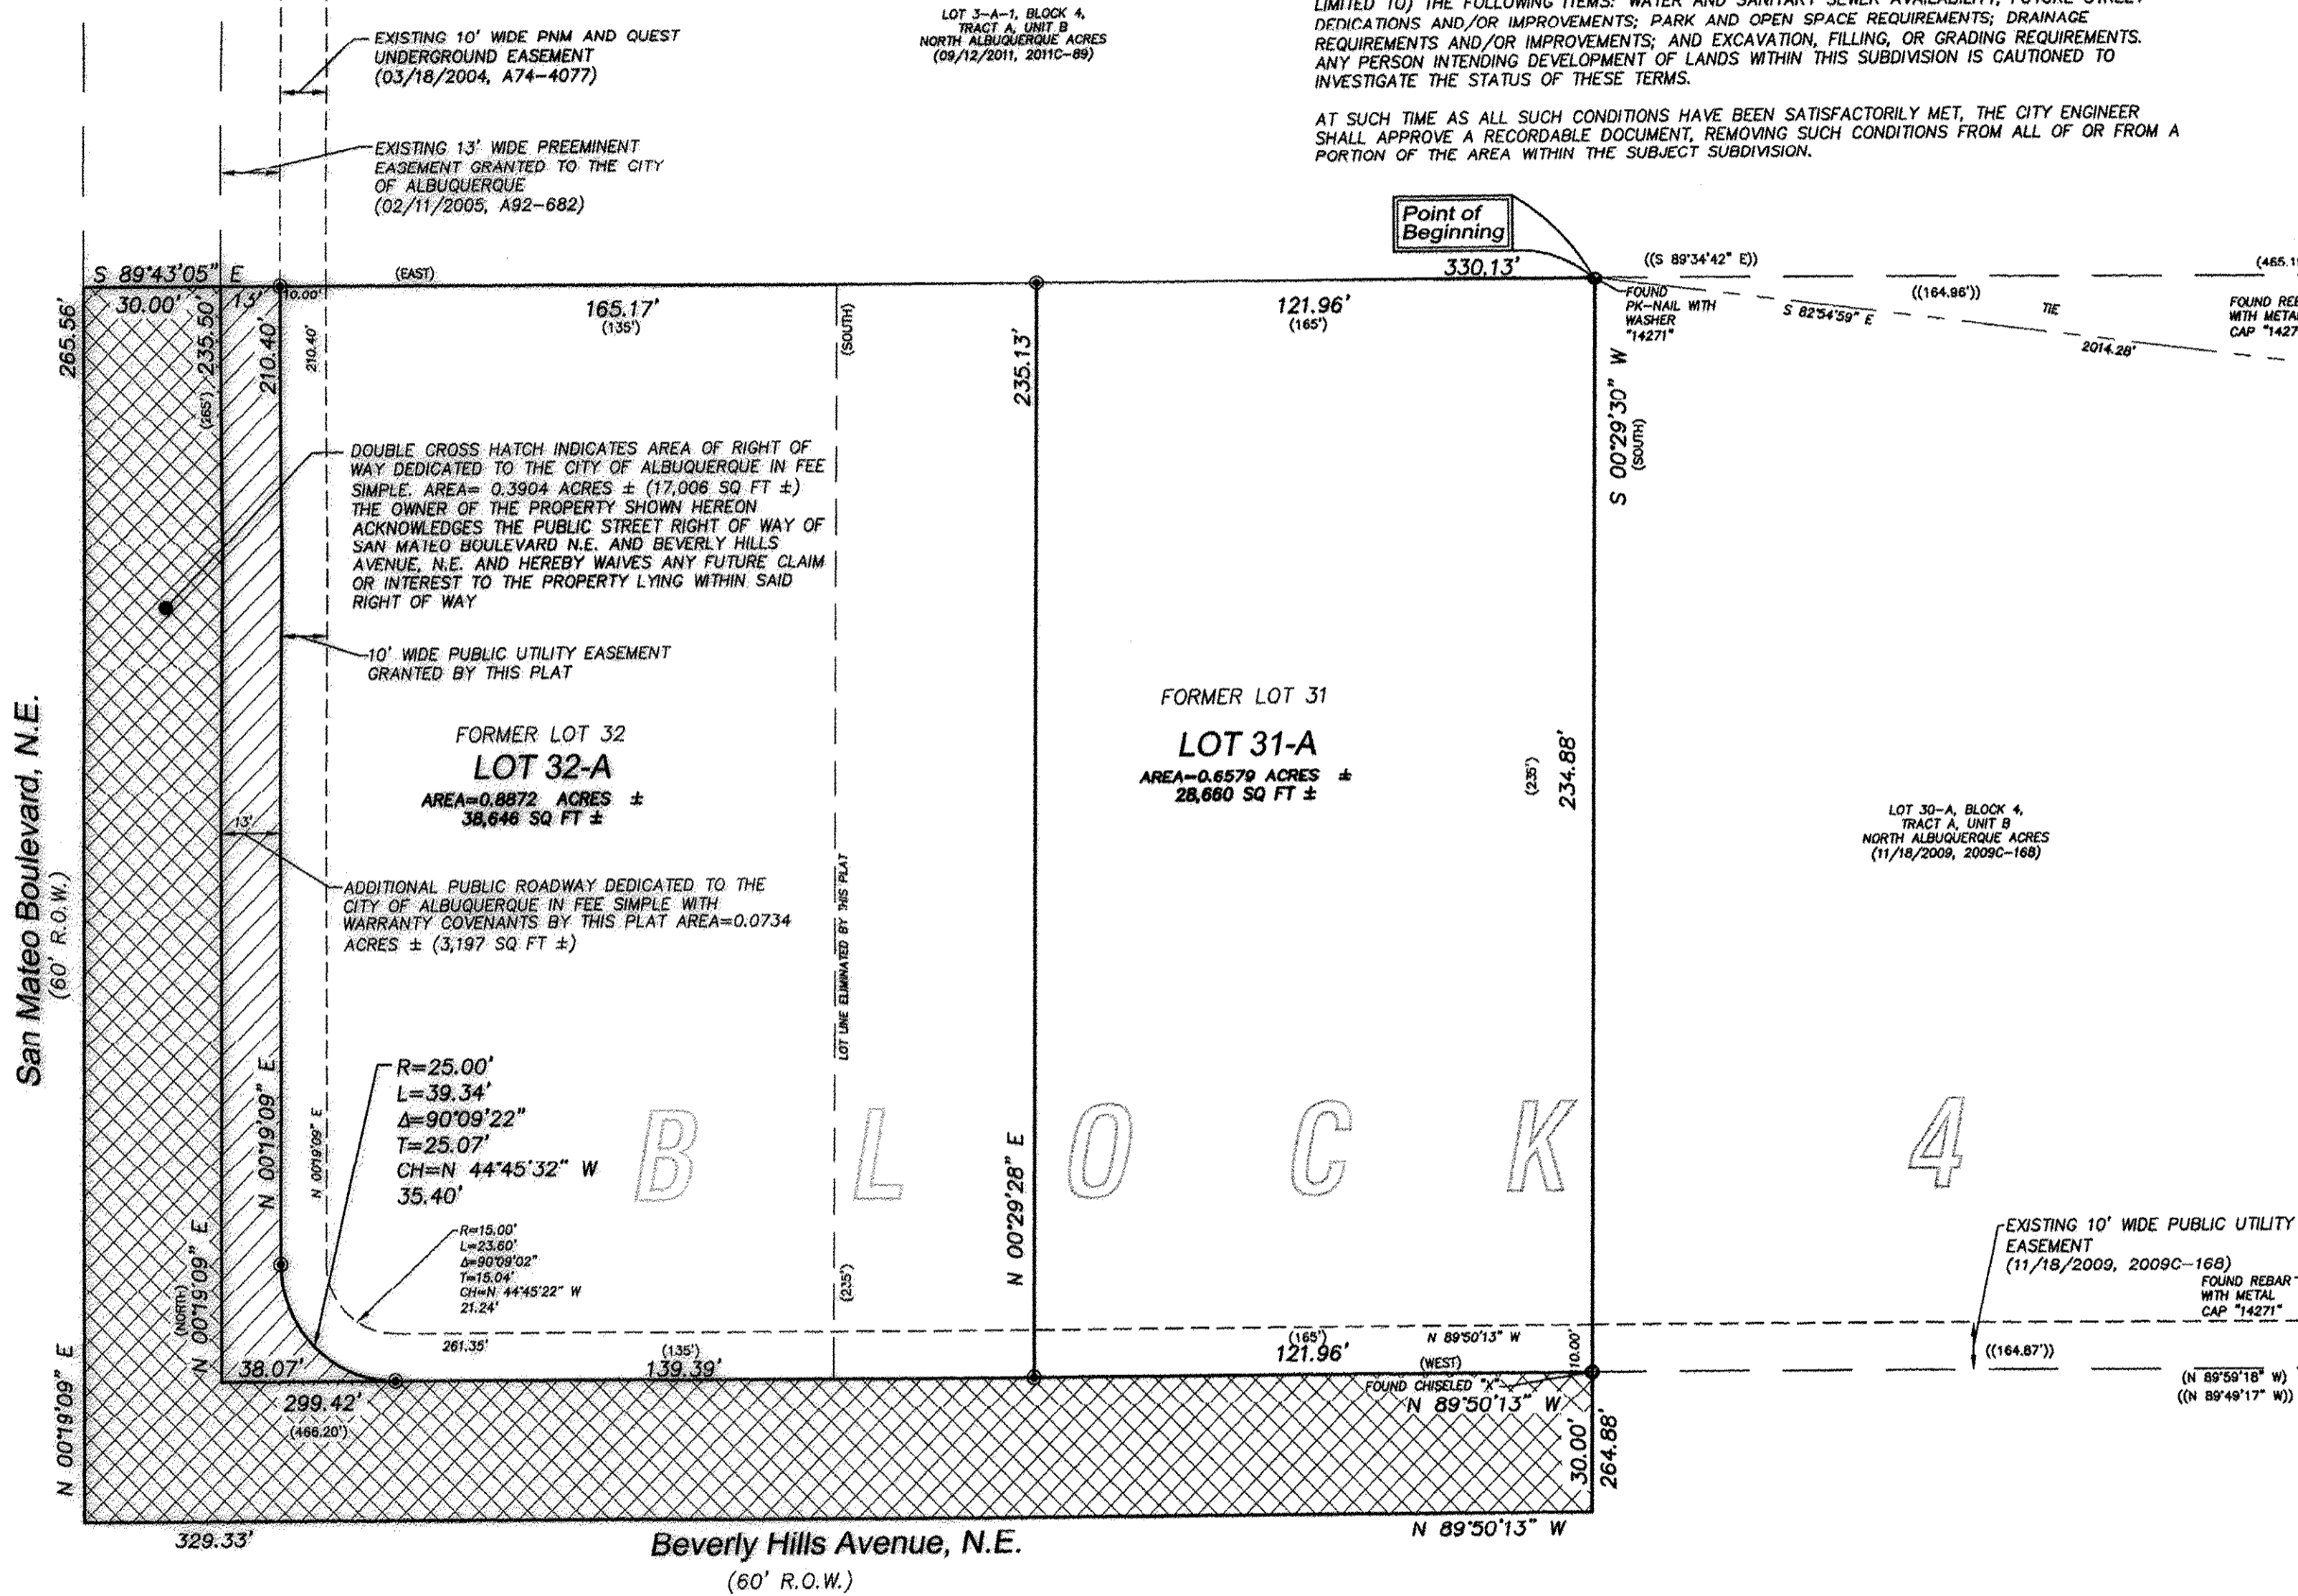 EXISTING 10' WIDE PNM AND QUEST
UNDERGROUND EASEMENT
(03/18/2004, A74-4077)
EXISTING 13' WIDE PREEMINENT
EASEMENT GRANTED TO THE CITY
OF ALBUQUERQUE
(02/11/2005, A92-682)
LOT 3-A-1, BLOCK 4,
TRACT A, UNIT B
NORTH ALBUQUERQUE ACRES
(09/12/2011, 2011C-89)
LIMITED TO) THE FOLLOWING ITEMS: WATER AND SANITARY SEWER AVAILABILITY; FUTURE STREET
DEDICATIONS AND/OR IMPROVEMENTS; PARK AND OPEN SPACE REQUIREMENTS; DRAINAGE
REQUIREMENTS AND/OR IMPROVEMENTS; AND EXCAVATION, FILLING, OR GRADING REQUIREMENTS.
ANY PERSON INTENDING DEVELOPMENT OF LANDS WITHIN THIS SUBDIVISION IS CAUTIONED TO
INVESTIGATE THE STATUS OF THESE TERMS.
AT SUCH TIME AS ALL SUCH CONDITIONS HAVE BEEN SATISFACTORILY MET, THE CITY ENGINEER
SHALL APPROVE A RECORDABLE DOCUMENT, REMOVING SUCH CONDITIONS FROM ALL OF OR FROM A
PORTION OF THE AREA WITHIN THE SUBJECT SUBDIVISION.
Point of
Beginning
S 89°43'05" E
(EAST)
330.13'
((S 89°34'42" E))
(465.1
30.00'
13'
10.00'
165.17'
(135')
121.96'
(165')
FOUND
PK-NAIL WITH
WASHER
"14271"
((164.96'))
S 82°54'59" E
TIE
2014.28'
FOUND REB
WITH META
CAP "1427
265.56'
(265')
235.50'
210.40'
210.40'
(SOUTH)
235.13'
S 00°29'30" W
(SOUTH)
DOUBLE CROSS HATCH INDICATES AREA OF RIGHT OF
WAY DEDICATED TO THE CITY OF ALBUQUERQUE IN FEE
SIMPLE. AREA= 0.3904 ACRES ± (17,006 SQ FT ±)
THE OWNER OF THE PROPERTY SHOWN HEREON
ACKNOWLEDGES THE PUBLIC STREET RIGHT OF WAY OF
SAN MATEO BOULEVARD N.E. AND BEVERLY HILLS
AVENUE, N.E. AND HEREBY WAIVES ANY FUTURE CLAIM
OR INTEREST TO THE PROPERTY LYING WITHIN SAID
RIGHT OF WAY
10' WIDE PUBLIC UTILITY EASEMENT
GRANTED BY THIS PLAT
FORMER LOT 32
LOT 32-A
AREA=0.8872 ACRES ±
38,646 SQ FT ±
FORMER LOT 31
LOT 31-A
AREA=0.6579 ACRES ±
28,660 SQ FT ±
(235')
234.88'
LOT 30-A, BLOCK 4,
TRACT A, UNIT B
NORTH ALBUQUERQUE ACRES
(11/18/2009, 2009C-168)
San Mateo Boulevard, N.E.
(60' R.O.W.)
13'
ADDITIONAL PUBLIC ROADWAY DEDICATED TO THE
CITY OF ALBUQUERQUE IN FEE SIMPLE WITH
WARRANTY COVENANTS BY THIS PLAT AREA=0.0734
ACRES ± (3,197 SQ FT ±)
LOT LINE ELIMINATED BY THIS PLAT
N 00°19'09" E
N 00°19'09" E
R=25.00'
L=39.34'
Δ=90°09'22"
T=25.07'
CH=N 44°45'32" W
35.40'
R=15.00'
L=23.60'
Δ=90°09'02"
T=15.04'
CH=N 44°45'22" W
21.24'
BLOCK 4
N 00°29'28" E
(235')
EXISTING 10' WIDE PUBLIC UTILITY
EASEMENT
(11/18/2009, 2009C-168)
FOUND REBAR
WITH METAL
CAP "14271"
N 00°19'09" E
(NORTH)
N 00°19'09" E
38.07'
261.35'
(135')
139.39'
(165')
121.96'
N 89°50'13" W
(WEST)
10.00'
((164.87'))
299.42'
(466.20')
FOUND CHISELED "X"
N 89°50'13" W
(N 89°59'18" W)
((N 89°49'17" W))
30.00'
264.88'
329.33'
Beverly Hills Avenue, N.E.
(60' R.O.W.)
N 89°50'13" W